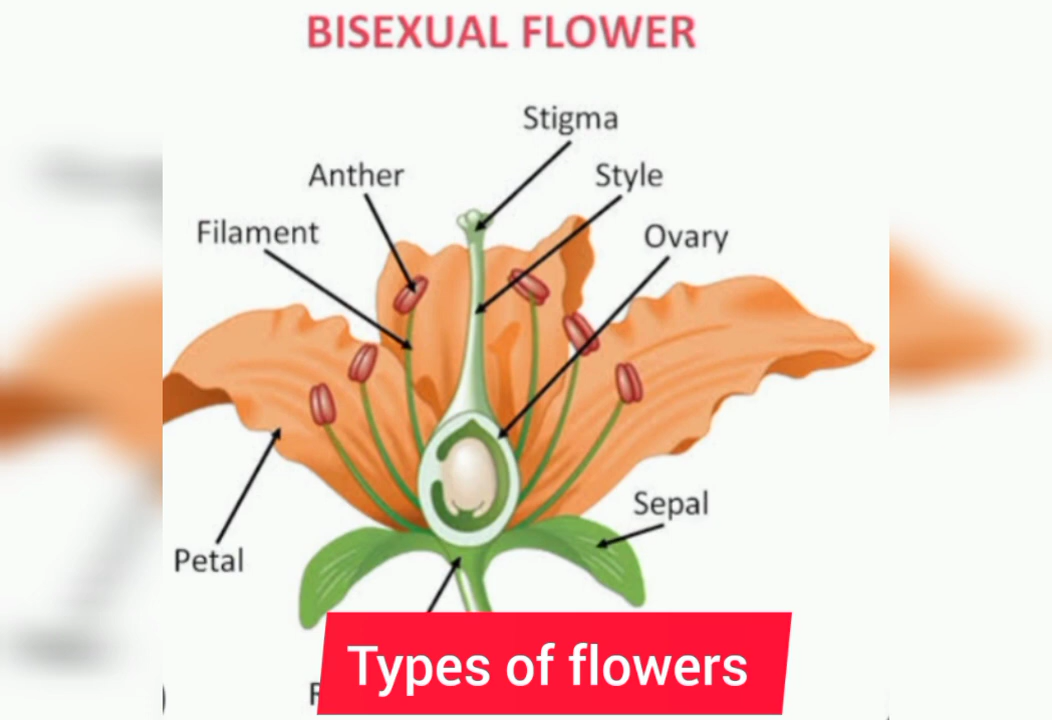 BISEXUAL FLOWER
Stigma
Anther
Style
Filament
Ovary
Sepal
Petal
Types of flowers